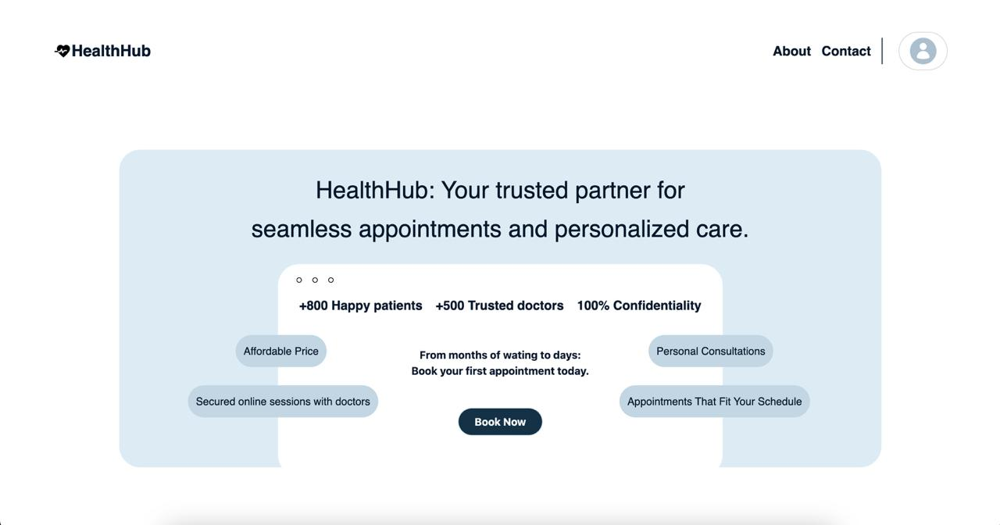 HealthHub
About Contact
HealthHub: Your trusted partner for
seamless appointments and personalized care.
+800 Happy patients +500 Trusted doctors 100% Confidentiality
Affordable Price
Secured online sessions with doctors
From months of wating to days:
Book your first appointment today.
Book Now
Personal Consultations
Appointments That Fit Your Schedule